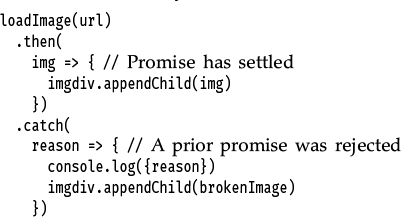 loadImage(url)
  .then(
    img => { // Promise has settled
      imgdiv.appendChild(img)
    })
  .catch(
    reason => { // A prior promise was rejected
      console.log({reason})
      imgdiv.appendChild(brokenImage)
    })